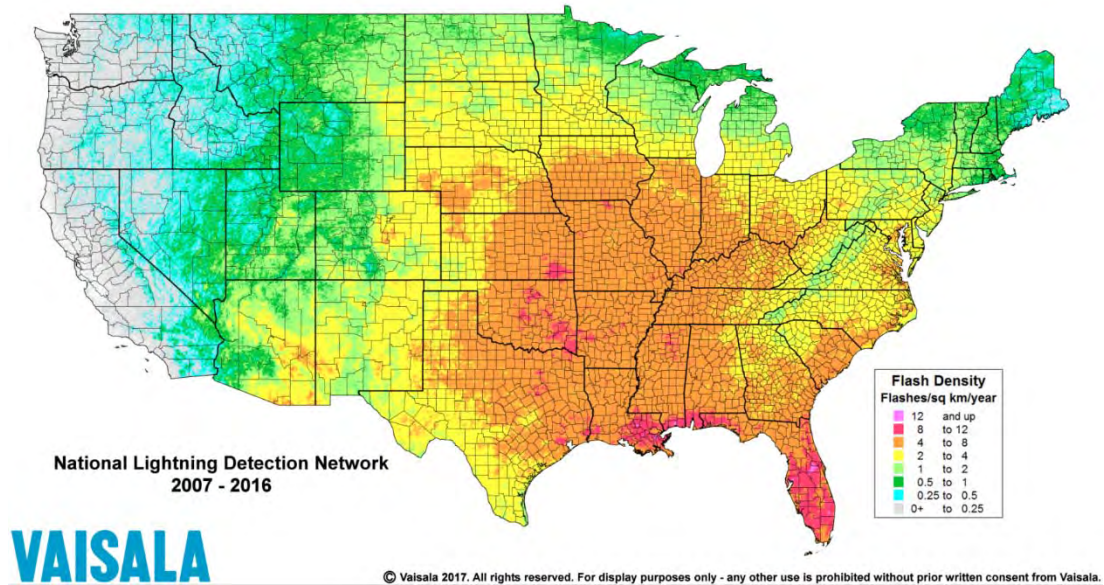 National Lightning Detection Network
2007 - 2016
Flash Density
Flashes/sq km/year
12 and up
8 to 12
4 to 8
2 to 4
1 to 2
0.5 to 1
0.25 to 0.5
0+ to 0.25
VAISALA
© Vaisala 2017. All rights reserved. For display purposes only - any other use is prohibited without prior written consent from Vaisala.